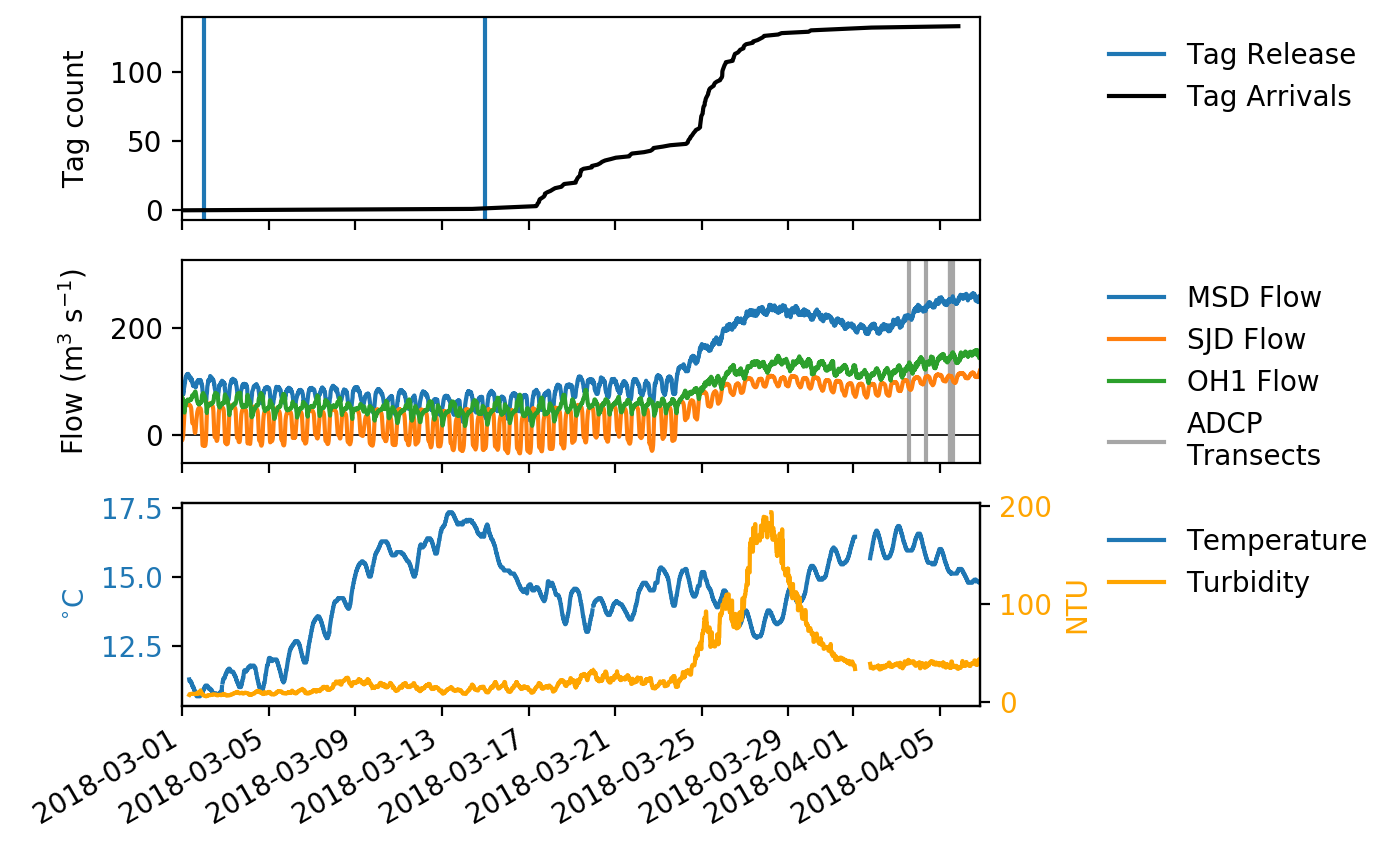 Tag count
100
50
0
Tag Release
Tag Arrivals
Flow (m³ s⁻¹)
200
0
MSD Flow
SJD Flow
OH1 Flow
ADCP
Transects
°C
17.5
15.0
12.5
200
100
0
NTU
Temperature
Turbidity
2018-03-01
2018-03-05
2018-03-09
2018-03-13
2018-03-17
2018-03-21
2018-03-25
2018-03-29
2018-04-01
2018-04-05